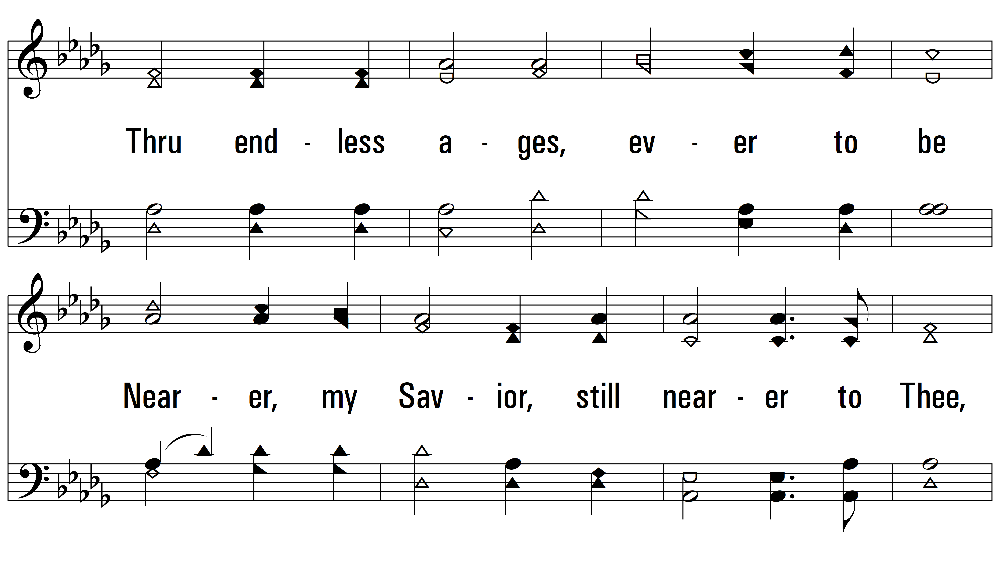 Thru end - less a - ges, ev - er to be
Near - er, my Sav - ior, still near - er to Thee,